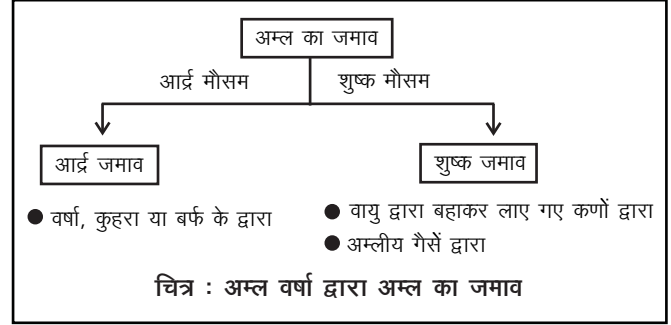 अम्ल का जमाव
आर्द्र मौसम
शुष्क मौसम
आर्द्र जमाव
शुष्क जमाव
● वर्षा, कुहरा या बर्फ के द्वारा
● वायु द्वारा बहाकर लाए गए कणों द्वारा
● अम्लीय गैसें द्वारा
चित्र : अम्ल वर्षा द्वारा अम्ल का जमाव